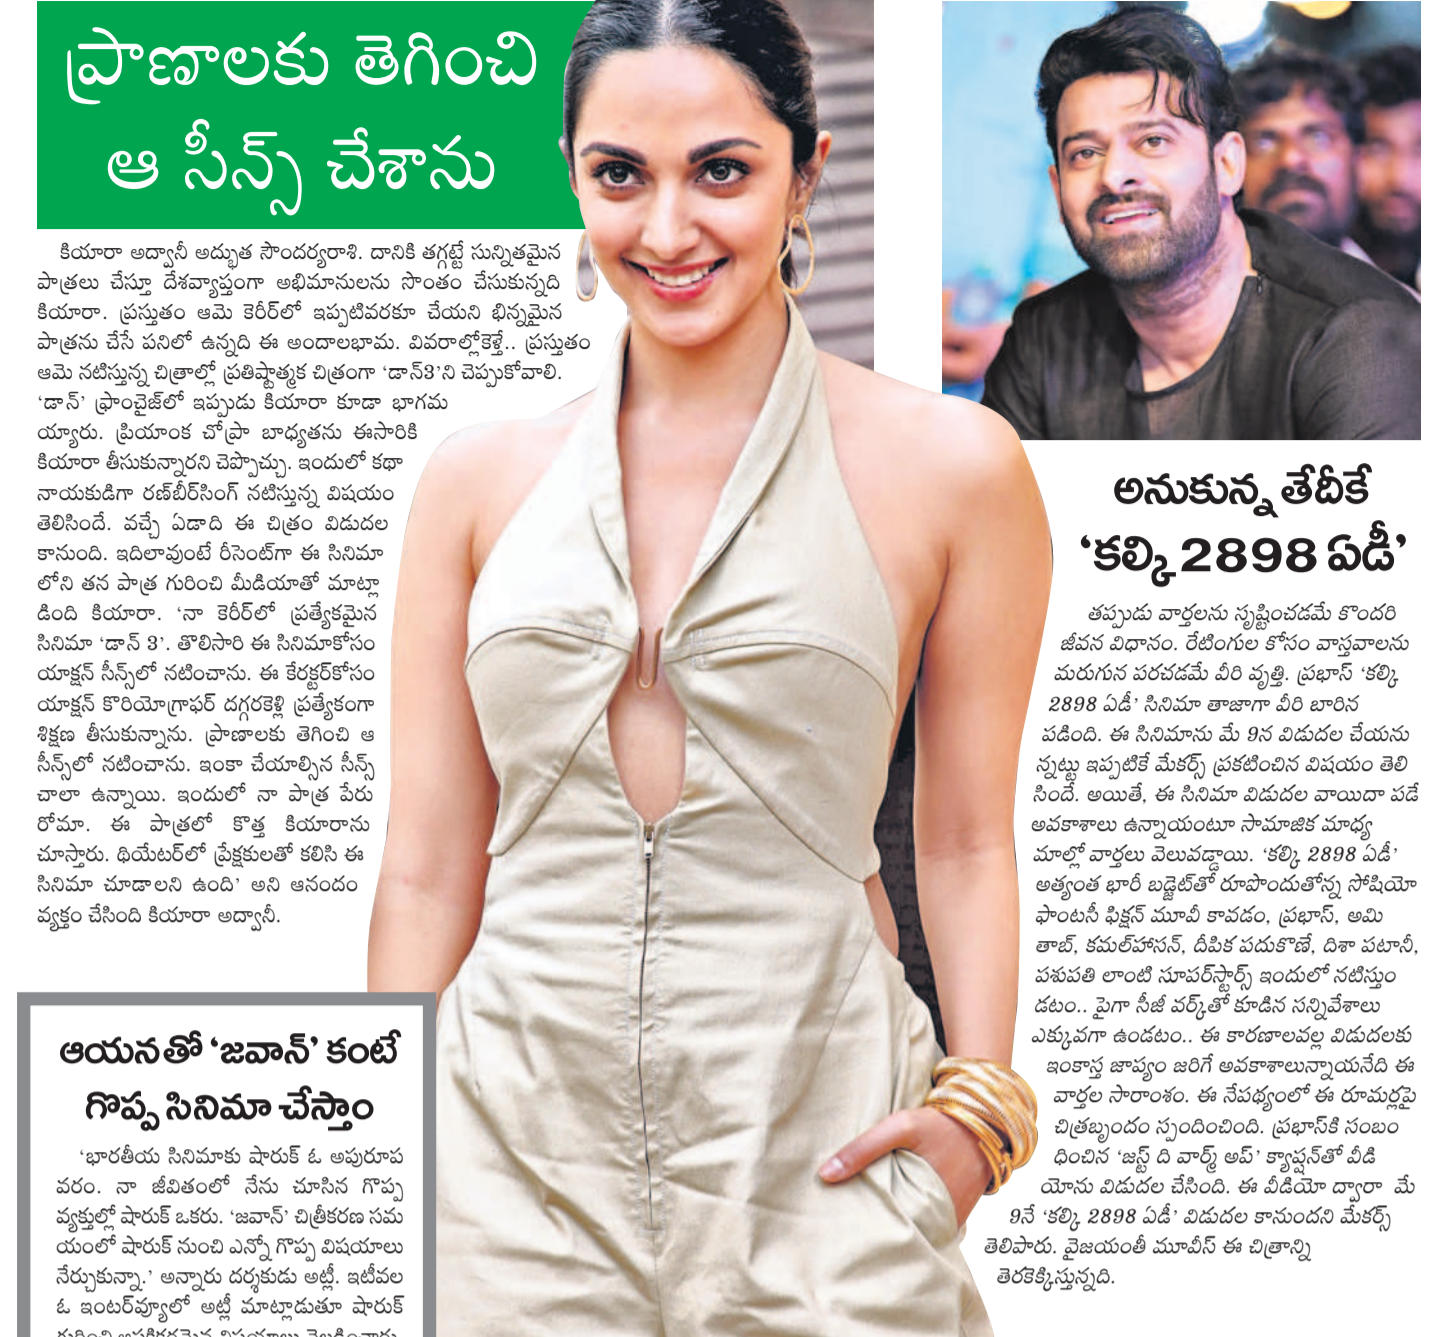 ప్రాణాలకు తెగించి
ఆ సీన్స్ చేశాను
కియారా అద్వానీ అద్భుత సౌందర్యరాశి. దానికి తగ్గట్టే సున్నితమైన
పాత్రలు చేస్తూ దేశవ్యాప్తంగా అభిమానులను సొంతం చేసుకున్నది
కియారా. ప్రస్తుతం ఆమె కెరీర్‌లో ఇప్పటివరకూ చేయని భిన్నమైన
పాత్రను చేసే పనిలో ఉన్నది ఈ అందాలభామ. వివరాల్లోకెళ్తే.. ప్రస్తుతం
ఆమె నటిస్తున్న చిత్రాల్లో ప్రతిష్ఠాత్మక చిత్రంగా ‘డాన్3’ని చెప్పుకోవాలి.
‘డాన్’ ఫ్రాంచైజ్‌లో ఇప్పుడు కియారా కూడా భాగమ
య్యారు. ప్రియాంక చోప్రా బాధ్యతను ఈసారికి
కియారా తీసుకున్నారని చెప్పొచ్చు. ఇందులో కథా
నాయకుడిగా రణ్‌బీర్‌సింగ్ నటిస్తున్న విషయం
తెలిసిందే. వచ్చే ఏడాది ఈ చిత్రం విడుదల
కానుంది. ఇదిలావుంటే రీసెంట్‌గా ఈ సినిమా
లోని తన పాత్ర గురించి మీడియాతో మాట్లా
డింది కియారా. ‘నా కెరీర్‌లో ప్రత్యేకమైన
సినిమా ‘డాన్ 3’. తొలిసారి ఈ సినిమాకోసం
యాక్షన్ సీన్స్‌లో నటించాను. ఈ కేరక్టర్‌కోసం
యాక్షన్ కొరియోగ్రాఫర్ దగ్గరకెళ్లి ప్రత్యేకంగా
శిక్షణ తీసుకున్నాను. ప్రాణాలకు తెగించి ఆ
సీన్స్‌లో నటించాను. ఇంకా చేయాల్సిన సీన్స్
చాలా ఉన్నాయి. ఇందులో నా పాత్ర పేరు
రోమా. ఈ పాత్రలో కొత్త కియారాను
చూస్తారు. థియేటర్‌లో ప్రేక్షకులతో కలిసి ఈ
సినిమా చూడాలని ఉంది’ అని ఆనందం
వ్యక్తం చేసింది కియారా అద్వానీ.
ఆయనతో ‘జవాన్’ కంటే
గొప్ప సినిమా చేస్తాం
‘భారతీయ సినిమాకు షారుక్ ఓ అపురూప
వరం. నా జీవితంలో నేను చూసిన గొప్ప
వ్యక్తుల్లో షారుక్ ఒకరు. ‘జవాన్’ చిత్రీకరణ సమ
యంలో షారుక్ నుంచి ఎన్నో గొప్ప విషయాలు
నేర్చుకున్నా.’ అన్నారు దర్శకుడు అట్లీ. ఇటీవల
ఓ ఇంటర్‌వ్యూలో అట్లీ మాట్లాడుతూ షారుక్
అనుకున్న తేదీకే
‘కల్కి 2898 ఏడీ’
తప్పుడు వార్తలను సృష్టించడమే కొందరి
జీవన విధానం. రేటింగుల కోసం వాస్తవాలను
మరుగున పరచడమే వీరి వృత్తి. ప్రభాస్ ‘కల్కి
2898 ఏడీ’ సినిమా తాజాగా వీరి బారిన
పడింది. ఈ సినిమాను మే 9న విడుదల చేయను
న్నట్టు ఇప్పటికే మేకర్స్ ప్రకటించిన విషయం తెలి
సిందే. అయితే, ఈ సినిమా విడుదల వాయిదా పడే
అవకాశాలు ఉన్నాయంటూ సామాజిక మాధ్య
మాల్లో వార్తలు వెలువడ్డాయి. ‘కల్కి 2898 ఏడీ’
అత్యంత భారీ బడ్జెట్‌తో రూపొందుతోన్న సోషియో
ఫాంటసీ ఫిక్షన్ మూవీ కావడం, ప్రభాస్, అమి
తాబ్, కమల్‌హాసన్, దీపిక పదుకొణే, దిశా పటానీ,
పశుపతి లాంటి సూపర్‌స్టార్స్ ఇందులో నటిస్తుం
డటం.. పైగా సీజీ వర్క్‌తో కూడిన సన్నివేశాలు
ఎక్కువగా ఉండటం.. ఈ కారణాలవల్ల విడుదలకు
ఇంకాస్త జాప్యం జరిగే అవకాశాలున్నాయనేది ఈ
వార్తల సారాంశం. ఈ నేపథ్యంలో ఈ రూమర్లపై
చిత్రబృందం స్పందించింది. ప్రభాస్‌కి సంబం
ధించిన ‘జస్ట్ ది వార్మ్ అప్’ క్యాప్షన్‌తో వీడి
యోను విడుదల చేసింది. ఈ వీడియో ద్వారా మే
9నే ‘కల్కి 2898 ఏడీ’ విడుదల కానుందని మేకర్స్
తెలిపారు. వైజయంతీ మూవీస్ ఈ చిత్రాన్ని
తెరకెక్కిస్తున్నది.